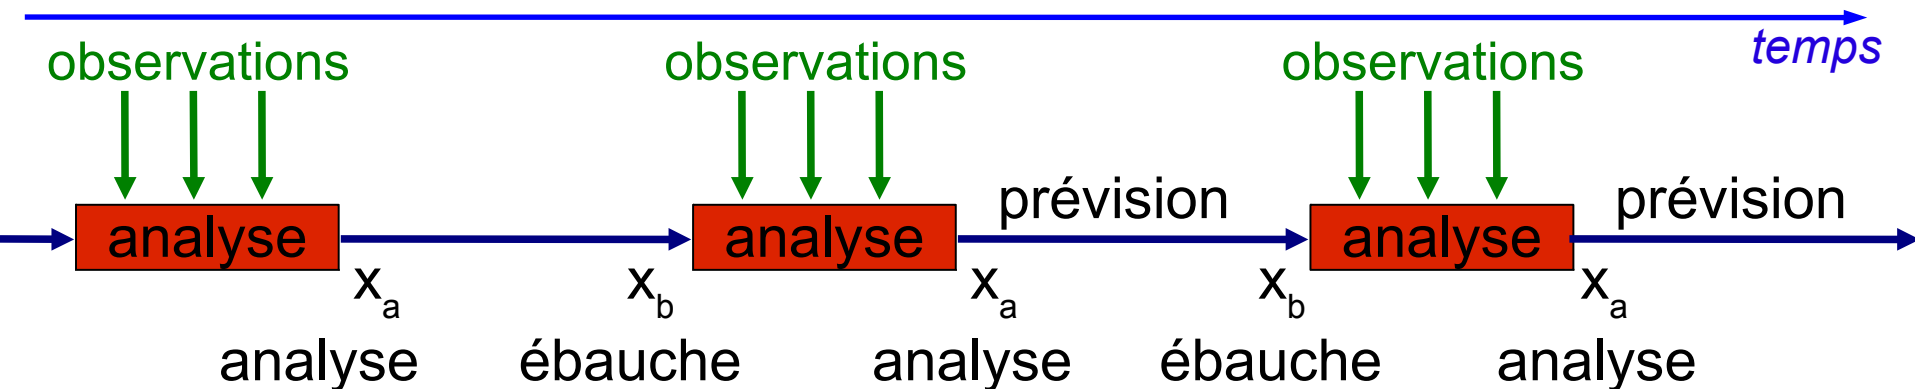 temps
observations observations observations
prévision prévision
analyse analyse analyse
xa xb xa xb xa
analyse ébauche analyse ébauche analyse